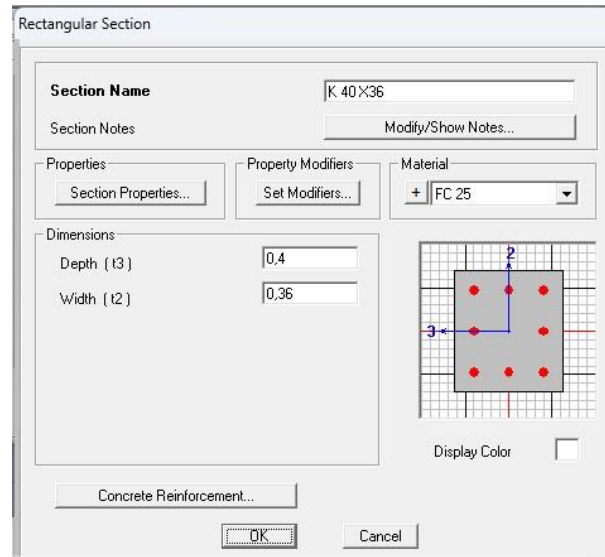 Rectangular Section
Section Name
K 40X36
Section Notes
Modify/Show Notes...
Properties
Section Properties...
Property Modifiers
Set Modifiers...
Material
+
FC 25
Dimensions
Depth ( t3 )
0,4
Width ( t2 )
0,36
2
3
Display Color
Concrete Reinforcement...
OK
Cancel